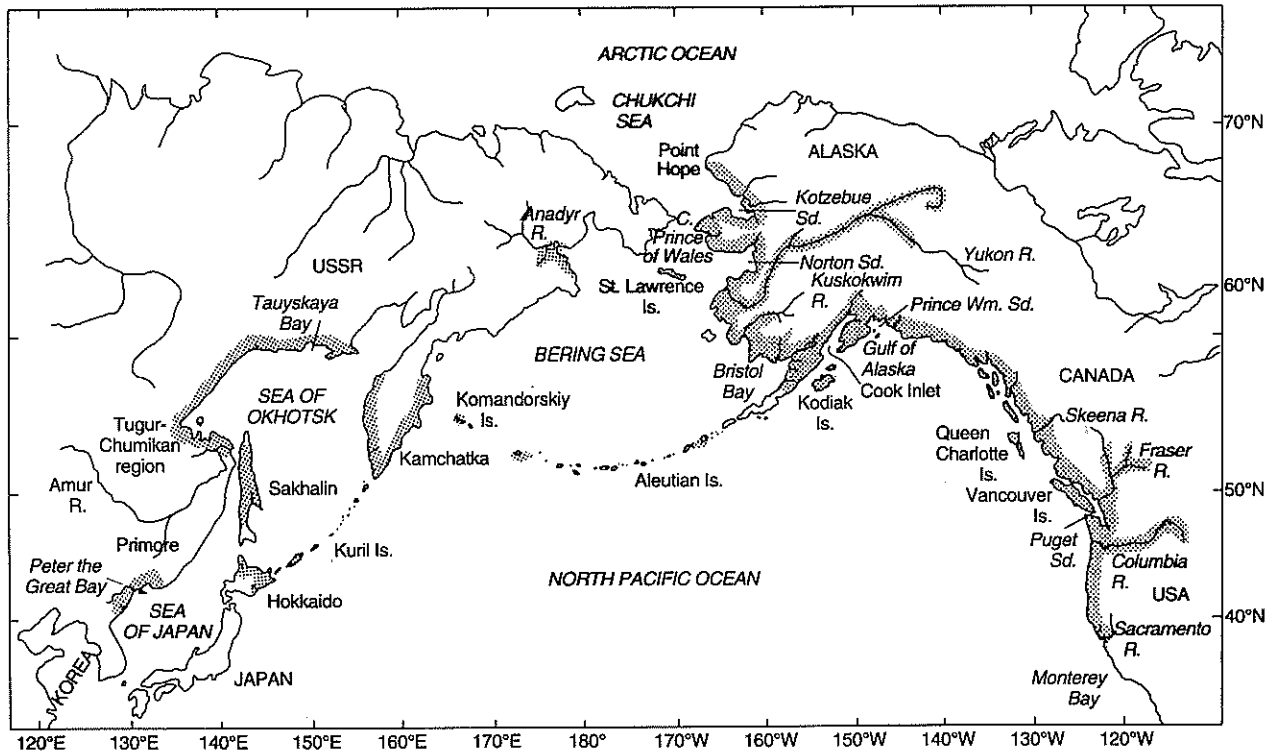 ARCTIC OCEAN
CHUKCHI
SEA
70°N
Point
Hope
ALASKA
Kotzebue
Sd.
C.
Prince
of Wales
Anadyr
R.
Yukon R.
Norton Sd.
USSR
St. Lawrence
Is.
Kuskokwim
R.
60°N
Tauyskaya
Bay
Prince Wm. Sd.
BERING SEA
Gulf of
Alaska
Bristol
Bay
Cook Inlet
CANADA
SEA OF
OKHOTSK
Komandorskiy
Is.
Kodiak
Is.
Skeena R.
Tugur-
Chumikan
region
Queen
Charlotte
Is.
Fraser
R.
Kamchatka
Aleutian Is.
Amur
R.
Sakhalin
Vancouver
Is.
50°N
Primore
Kuril Is.
Puget
Sd.
Peter the
Great Bay
Columbia
R.
NORTH PACIFIC OCEAN
Hokkaido
USA
SEA
OF JAPAN
40°N
Sacramento
R.
KOREA
JAPAN
Monterey
Bay
120°E
130°E
140°E
150°E
160°E
170°E
180°
170°W
160°W
150°W
140°W
130°W
120°W